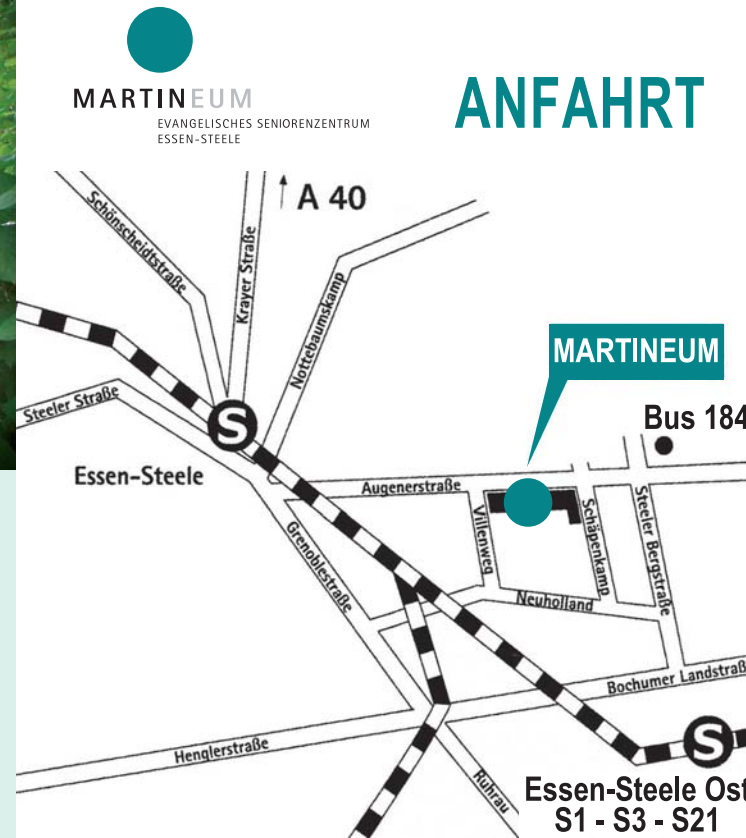 MARTINEUM
EVANGELISCHES SENIORENZENTRUM
ESSEN-STEELE
ANFAHRT
A 40
Schönscheidtstraße
Krayer Straße
Nottebaumskamp
MARTINEUM
Bus 184
Steeler Straße
S
Essen-Steele
Augenerstraße
Villenweg
Schäpenkamp
Steeler Bergstraße
Grenoblestraße
Neuholland
Bochumer Landstraß
Henglerstraße
Ruhrau
S
Essen-Steele Ost
S1 - S3 - S21